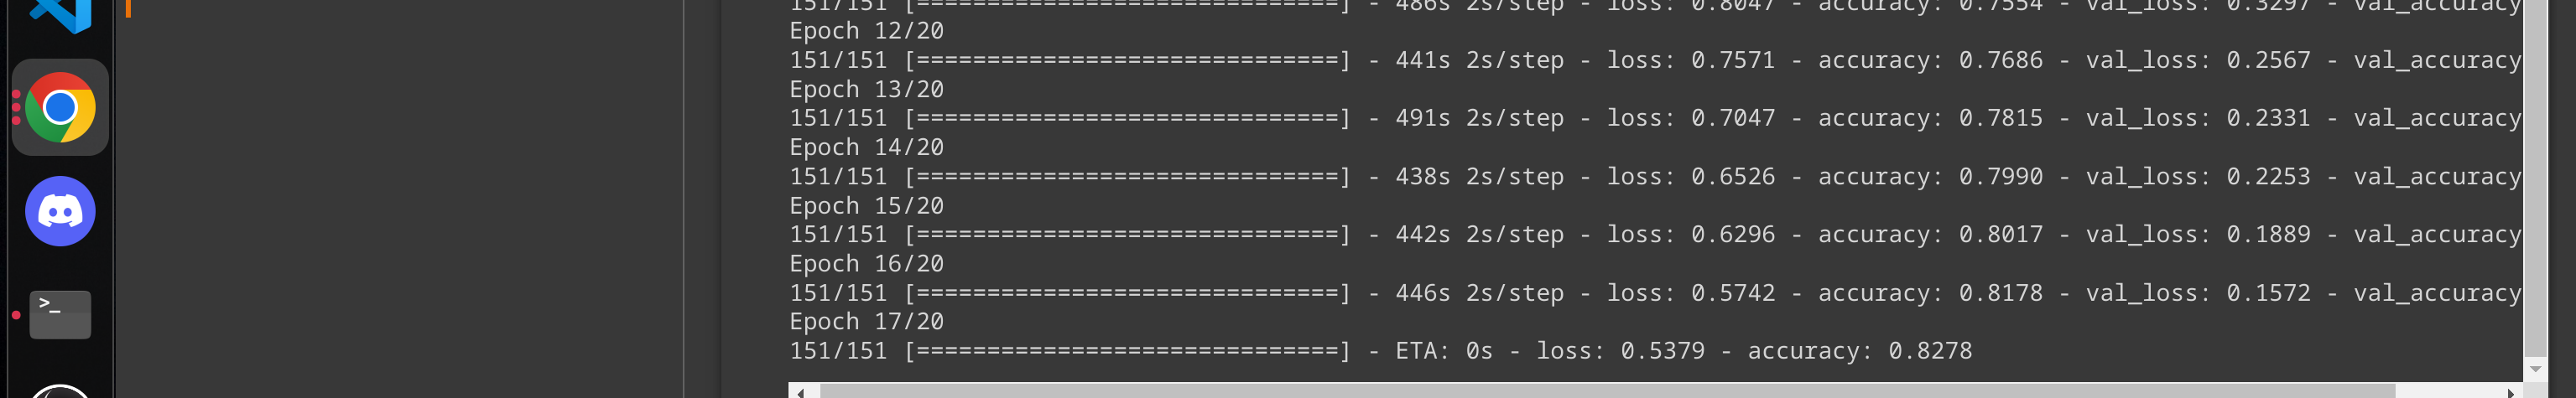 151/151 [==============================] - 486s 2s/step - loss: 0.8047 - accuracy: 0.7554 - val_loss: 0.3297 - val_accuracy
Epoch 12/20
151/151 [==============================] - 441s 2s/step - loss: 0.7571 - accuracy: 0.7686 - val_loss: 0.2567 - val_accuracy
Epoch 13/20
151/151 [==============================] - 491s 2s/step - loss: 0.7047 - accuracy: 0.7815 - val_loss: 0.2331 - val_accuracy
Epoch 14/20
151/151 [==============================] - 438s 2s/step - loss: 0.6526 - accuracy: 0.7990 - val_loss: 0.2253 - val_accuracy
Epoch 15/20
151/151 [==============================] - 442s 2s/step - loss: 0.6296 - accuracy: 0.8017 - val_loss: 0.1889 - val_accuracy
Epoch 16/20
151/151 [==============================] - 446s 2s/step - loss: 0.5742 - accuracy: 0.8178 - val_loss: 0.1572 - val_accuracy
Epoch 17/20
151/151 [==============================] - ETA: 0s - loss: 0.5379 - accuracy: 0.8278
>_